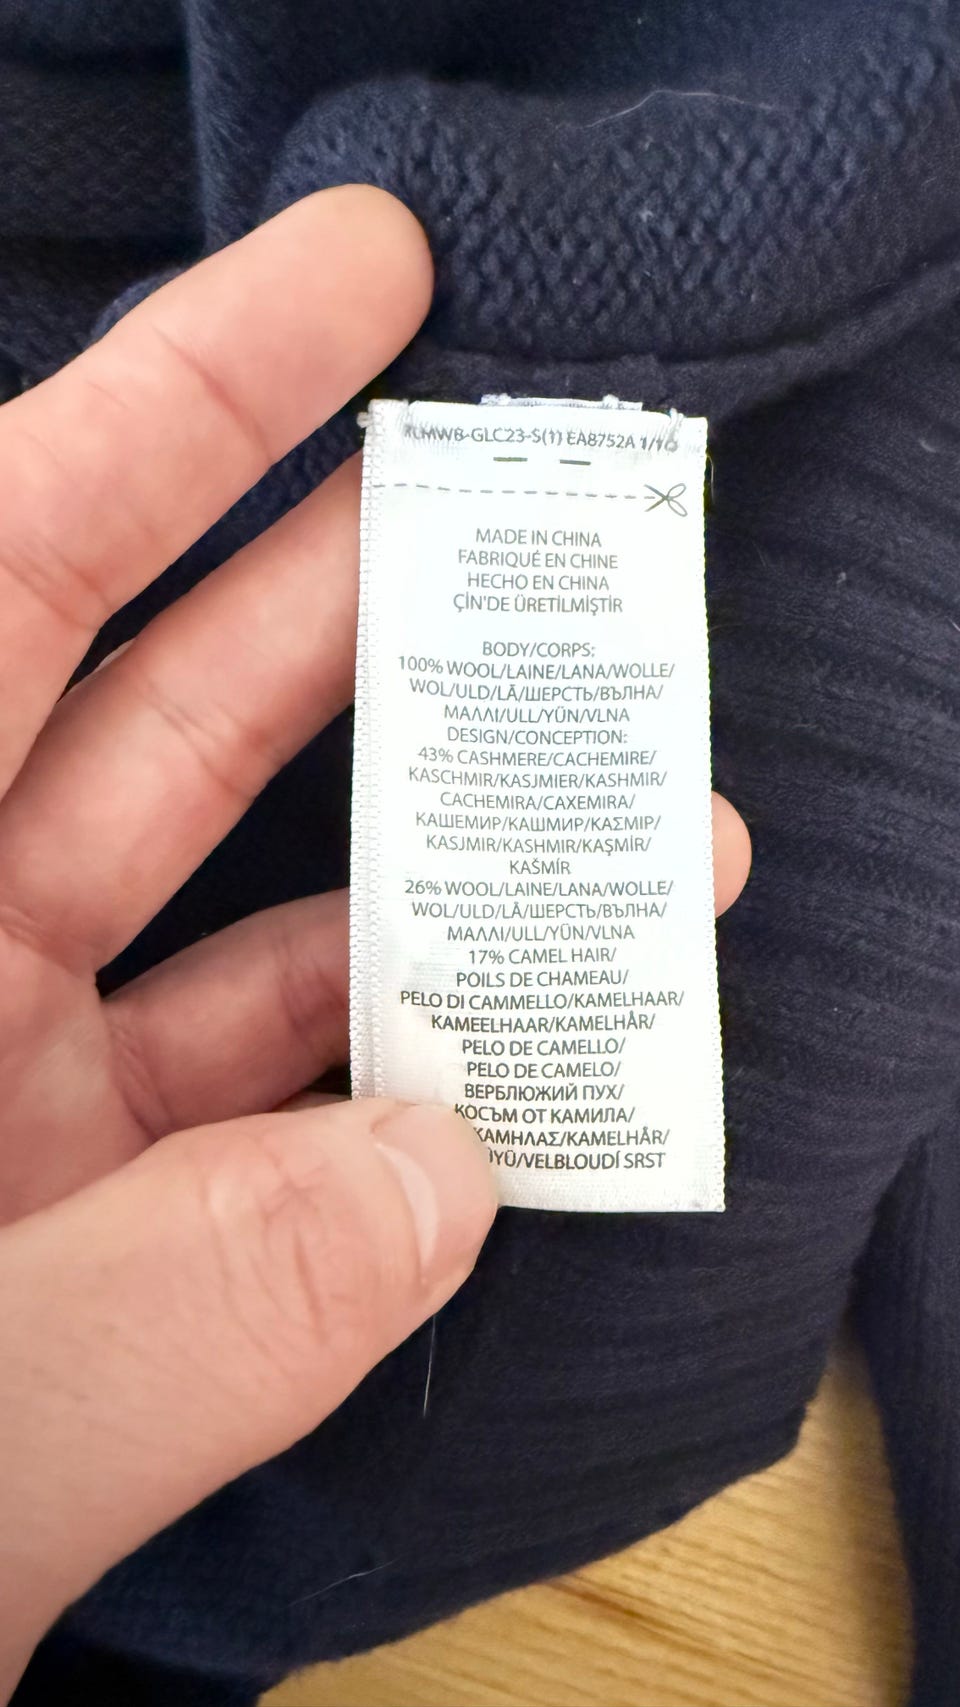 RLMWB-GLC23-S(1) EA8752A 1/10
MADE IN CHINA
FABRIQUÉ EN CHINE
HECHO EN CHINA
ÇİN'DE ÜRETİLMİŞTİR
BODY/CORPS:
100% WOOL/LAINE/LANA/WOLLE/
WOL/ULD/LÃ/ШЕРСТЬ/ВЪЛНА/
ΜΑΛΛΙ/ULL/YÜN/VLNA
DESIGN/CONCEPTION:
43% CASHMERE/CACHEMIRE/
KASCHMIR/KASJMIER/KASHMIR/
CACHEMIRA/CAXEMIRA/
КАШЕМИР/КАШМИР/ΚΑΣΜΙΡ/
KASJMIR/KASHMIR/KAŞMİR/
KAŠMÍR
26% WOOL/LAINE/LANA/WOLLE/
WOL/ULD/LÃ/ШЕРСТЬ/ВЪЛНА/
ΜΑΛΛΙ/ULL/YÜN/VLNA
17% CAMEL HAIR/
POILS DE CHAMEAU/
PELO DI CAMMELLO/KAMELHAAR/
KAMEELHAAR/KAMELHÅR/
PELO DE CAMELLO/
PELO DE CAMELO/
ВЕРБЛЮЖИЙ ПУХ/
КОСЪМ ОТ КАМИЛА/
ΚΑΜΗΛΑΣ/KAMELHÅR/
VELBLOUDÍ SRST